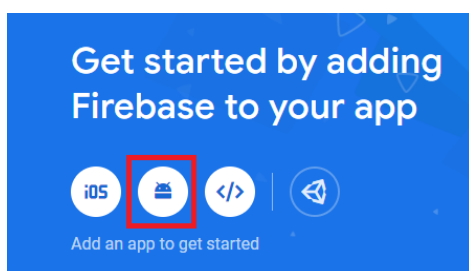 Get started by adding
Firebase to your app
iOS </>
Add an app to get started